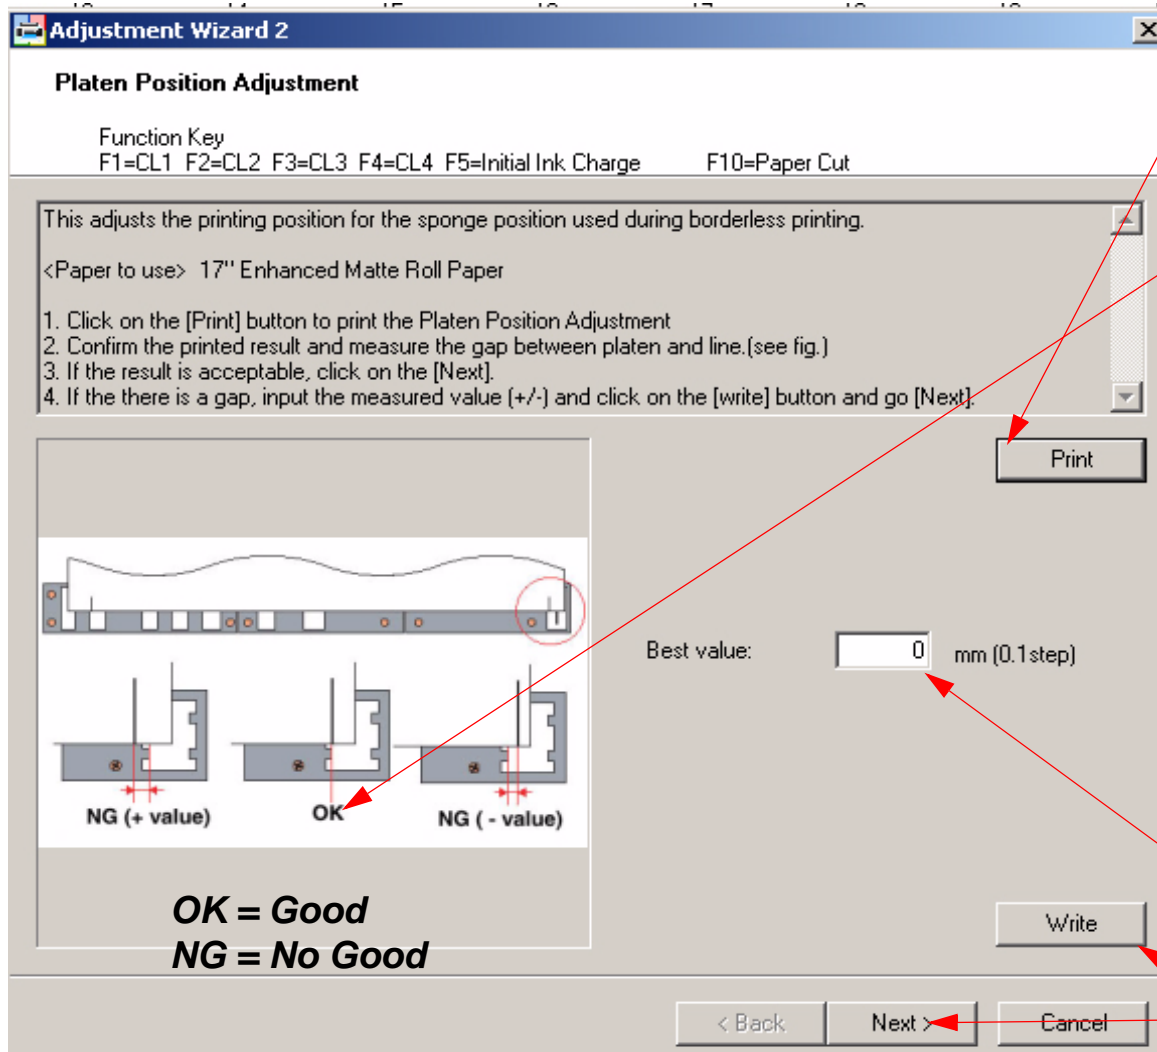 Adjustment Wizard 2
Platen Position Adjustment
Function Key
F1=CL1 F2=CL2 F3=CL3 F4=CL4 F5=Initial Ink Charge F10=Paper Cut
This adjusts the printing position for the sponge position used during borderless printing.
<Paper to use> 17" Enhanced Matte Roll Paper
1. Click on the [Print] button to print the Platen Position Adjustment
2. Confirm the printed result and measure the gap between platen and line.(see fig.)
3. If the result is acceptable, click on the [Next].
4. If the there is a gap, input the measured value (+/-) and click on the [write] button and go [Next].
Print
Best value: 0 mm (0.1step)
NG (+ value) OK NG ( - value)
OK = Good
NG = No Good
Write
< Back Next > Cancel